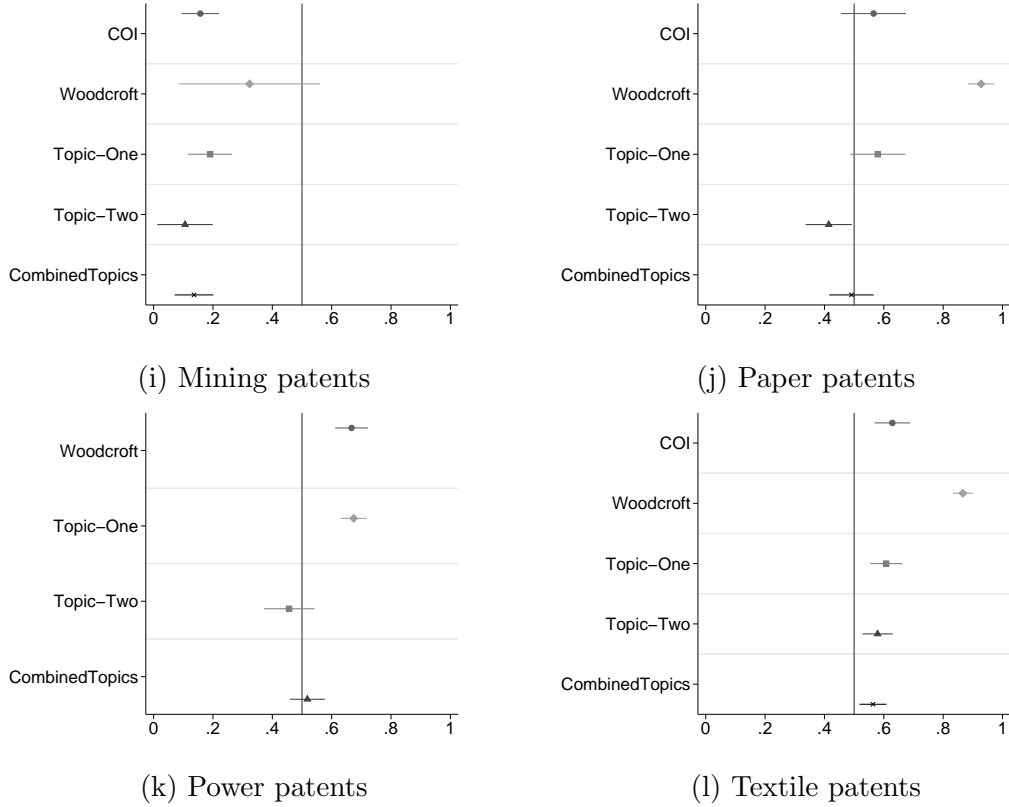 COI
Woodcroft
Topic−One
Topic−Two
CombinedTopics
0 .2 .4 .6 .8 1
(i) Mining patents
COI
Woodcroft
Topic−One
Topic−Two
CombinedTopics
0 .2 .4 .6 .8 1
(j) Paper patents
Woodcroft
Topic−One
Topic−Two
CombinedTopics
0 .2 .4 .6 .8 1
(k) Power patents
COI
Woodcroft
Topic−One
Topic−Two
CombinedTopics
0 .2 .4 .6 .8 1
(l) Textile patents